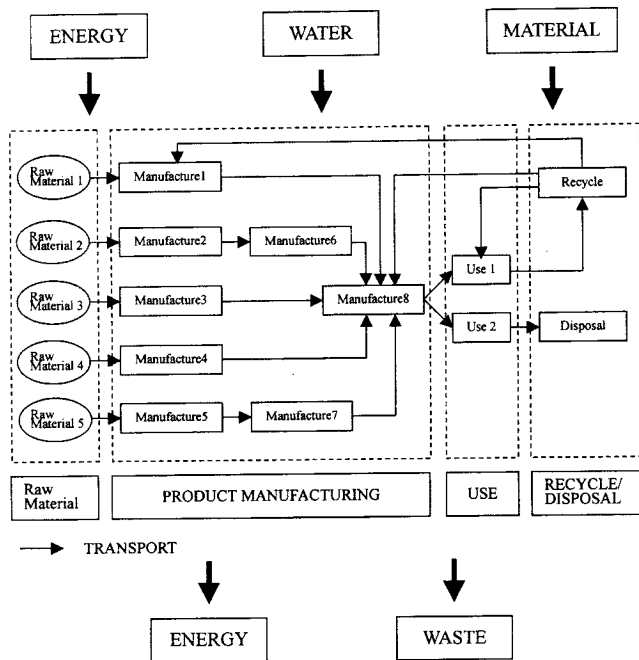 ENERGY
WATER
MATERIAL
Raw
Material 1
Manufacture1
Recycle
Raw
Material 2
Manufacture2
Manufacture6
Use 1
Raw
Material 3
Manufacture3
Manufacture8
Use 2
Disposal
Raw
Material 4
Manufacture4
Raw
Material 5
Manufacture5
Manufacture7
Raw
Material
PRODUCT MANUFACTURING
USE
RECYCLE/
DISPOSAL
TRANSPORT
ENERGY
WASTE